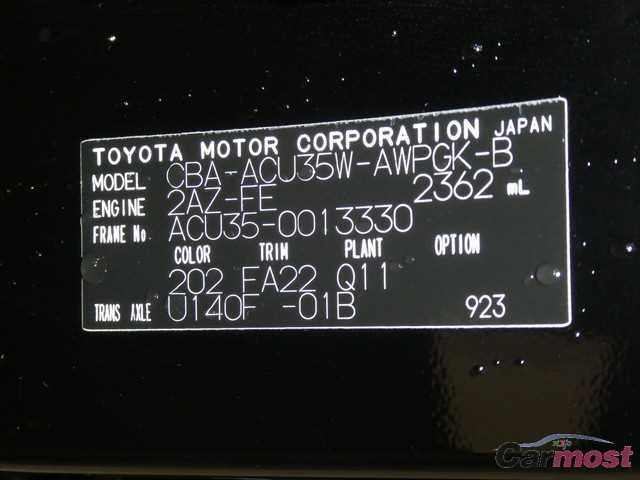 TOYOTA MOTOR CORPORATION JAPAN
MODEL CBA-ACU35W-AWPGK-B
ENGINE 2AZ-FE 2362 mL
FRAME No ACU35-0013330
COLOR TRIM PLANT OPTION
202 FA22 Q11
TRANS AXLE U140F -01B 923
Carmost